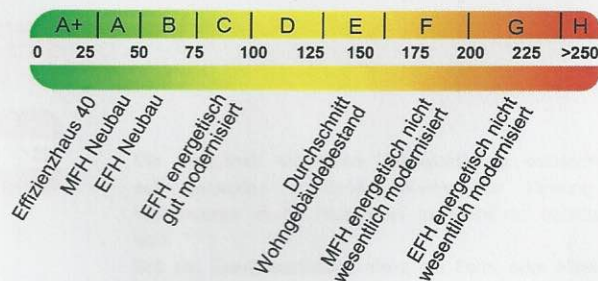 A+ A B C D E F G H
0 25 50 75 100 125 150 175 200 225 >250
Effizienzhaus 40
MFH Neubau
EFH Neubau
EFH energetisch
gut modernisiert
Durchschnitt
Wohngebäudebestand
MFH energetisch nicht
wesentlich modernisiert
EFH energetisch nicht
wesentlich modernisiert